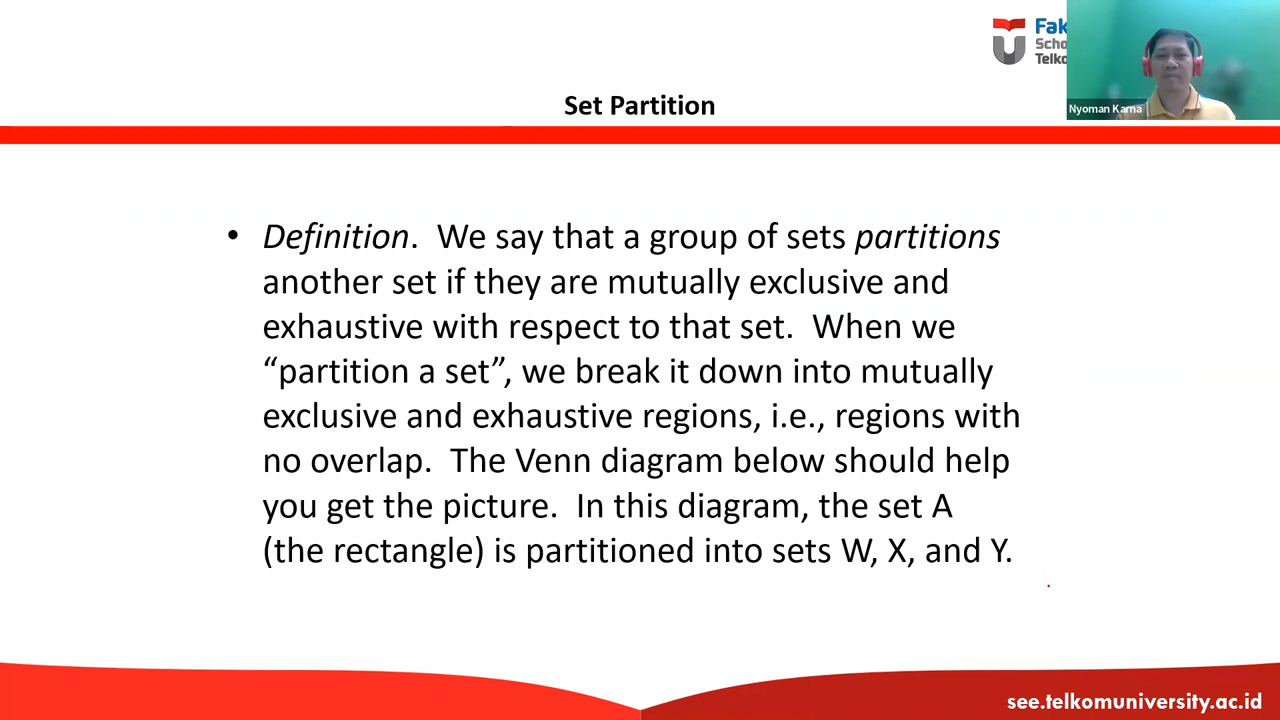 Fak
Scho
Telko
Nyoman Karna
Set Partition
• Definition. We say that a group of sets partitions
another set if they are mutually exclusive and
exhaustive with respect to that set. When we
“partition a set”, we break it down into mutually
exclusive and exhaustive regions, i.e., regions with
no overlap. The Venn diagram below should help
you get the picture. In this diagram, the set A
(the rectangle) is partitioned into sets W, X, and Y.
see.telkomuniversity.ac.id